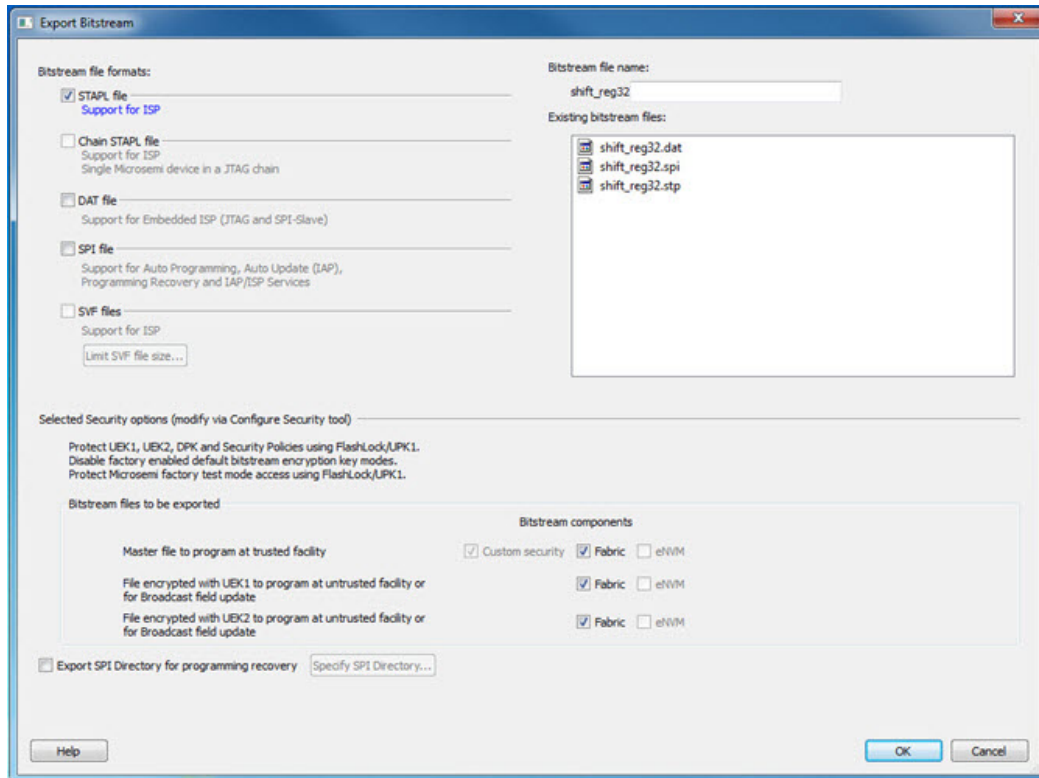 Export Bitstream
Bitstream file formats:
STAPL file
Support for ISP
Chain STAPL file
Support for ISP
Single Microsemi device in a JTAG chain
DAT file
Support for Embedded ISP (JTAG and SPI-Slave)
SPI file
Support for Auto Programming, Auto Update (IAP),
Programming Recovery and IAP/ISP Services
SVF files
Support for ISP
Limit SVF file size...
Bitstream file name:
shift_reg32
Existing bitstream files:
shift_reg32.dat
shift_reg32.spi
shift_reg32.stp
Selected Security options (modify via Configure Security tool)
Protect UEK1, UEK2, DPK and Security Policies using FlashLock/UPK1.
Disable factory enabled default bitstream encryption key modes.
Protect Microsemi factory test mode access using FlashLock/UPK1.
Bitstream files to be exported
Bitstream components
Master file to program at trusted facility Custom security Fabric eNVM
File encrypted with UEK1 to program at untrusted facility or
for Broadcast field update
Fabric eNVM
File encrypted with UEK2 to program at untrusted facility or
for Broadcast field update
Fabric eNVM
Export SPI Directory for programming recovery Specify SPI Directory...
Help OK Cancel